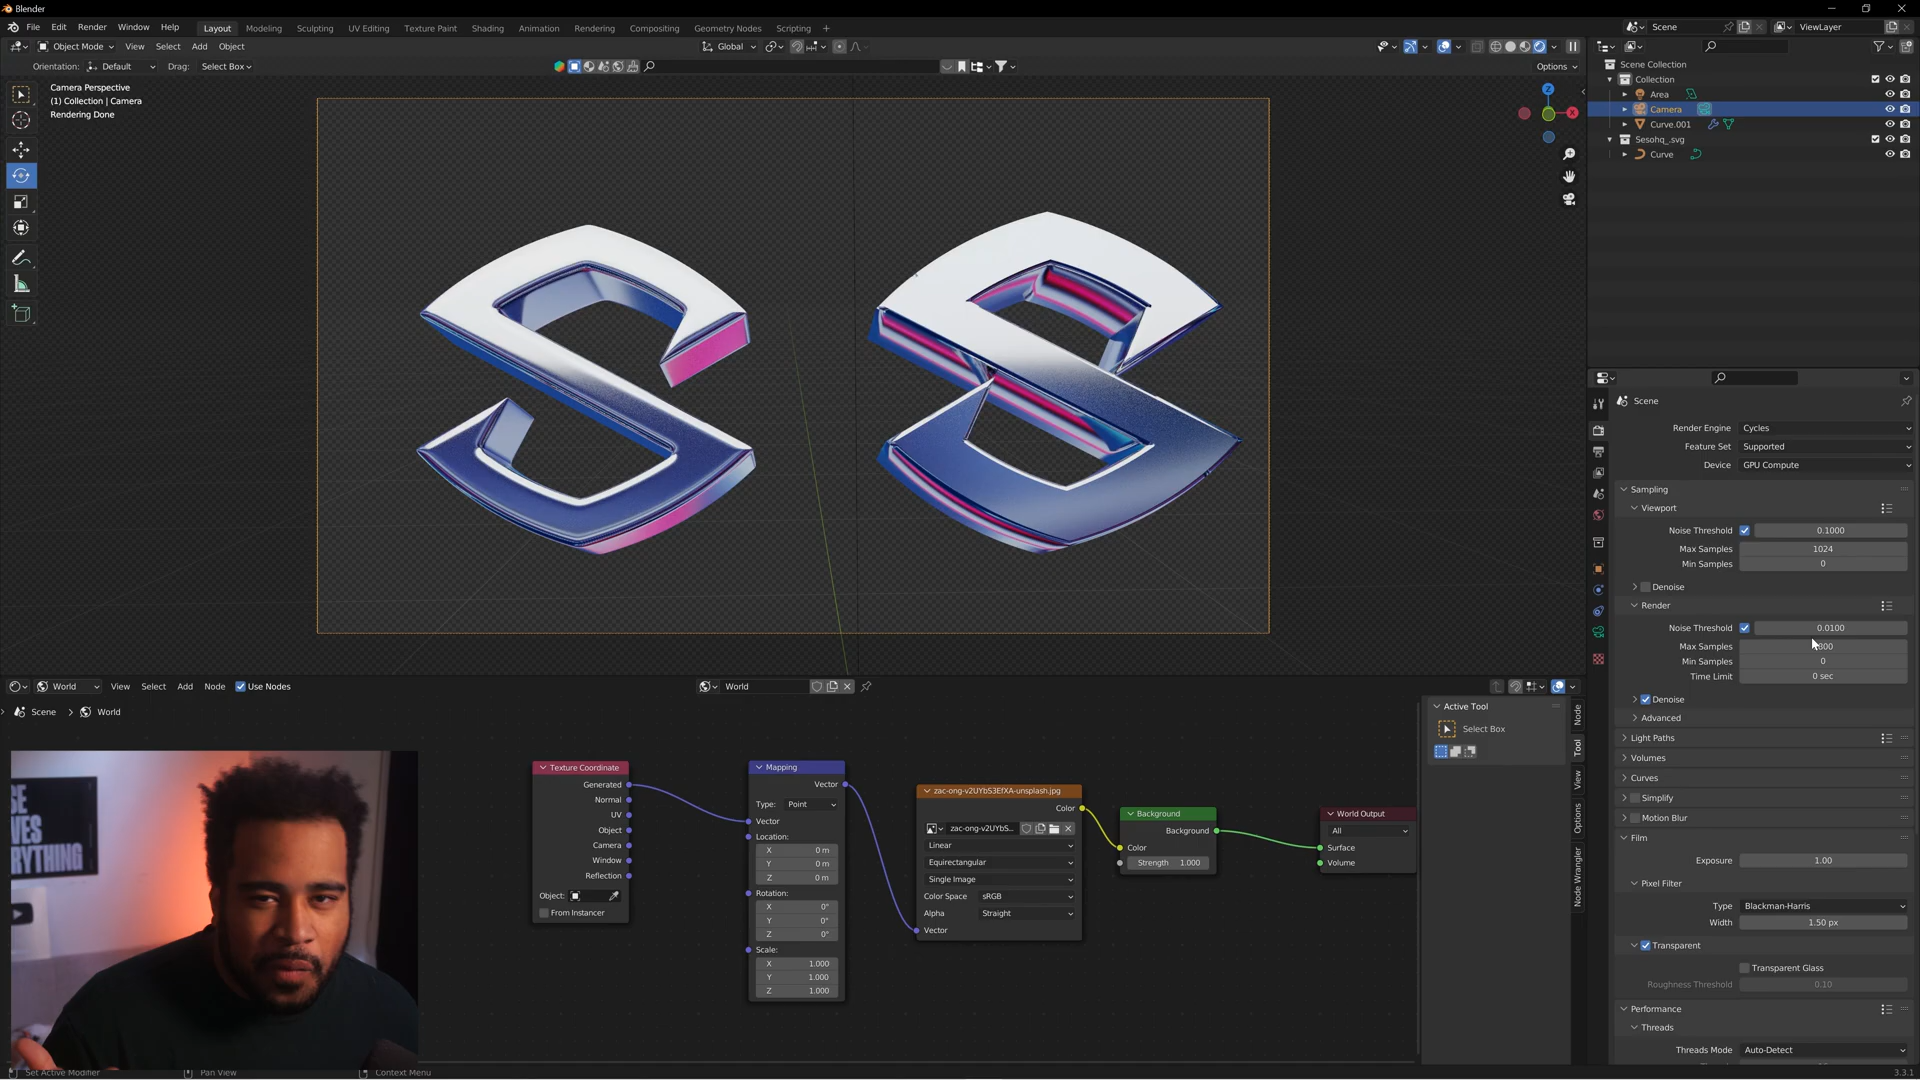 Blender
File Edit Render Window Help
Layout Modeling Sculpting UV Editing Texture Paint Shading Animation Rendering Compositing Geometry Nodes Scripting +
Scene
ViewLayer
Object Mode View Select Add Object
Global
Orientation: Default Drag: Select Box
Options
Camera Perspective
(1) Collection | Camera
Rendering Done
Z
X
Scene Collection
Collection
Area
Camera
Curve.001
Sesohq_.svg
Curve
Scene
Render Engine Cycles
Feature Set Supported
Device GPU Compute
Sampling
Viewport
Noise Threshold 0.1000
Max Samples 1024
Min Samples 0
Denoise
Render
Noise Threshold 0.0100
Max Samples
Min Samples 0
Time Limit 0 sec
Denoise
Advanced
Light Paths
Volumes
Curves
Simplify
Motion Blur
Film
Exposure 1.00
Pixel Filter
Type Blackman-Harris
Width 1.50 px
Transparent
Transparent Glass
Roughness Threshold 0.10
Performance
Threads
Threads Mode Auto-Detect
World View Select Add Node Use Nodes
World
Scene > World
Active Tool
Select Box
Node
Tool
View
Options
Node Wrangler
Texture Coordinate
Generated
Normal
UV
Object
Camera
Window
Reflection
Object:
From Instancer
Mapping
Vector
Type: Point
Vector
Location:
X 0 m
Y 0 m
Z 0 m
Rotation:
X 0°
Y 0°
Z 0°
Scale:
X 1.000
Y 1.000
Z 1.000
zac-ong-v2UYbS3EfXA-unsplash.jpg
Color
zac-ong-v2UYbS...
Linear
Equirectangular
Single Image
Color Space sRGB
Alpha Straight
Vector
Background
Background
Color
Strength 1.000
World Output
All
Surface
Volume
SE
VES
RYTHING
Set Active Modifier
Pan View
Context Menu
3.3.1